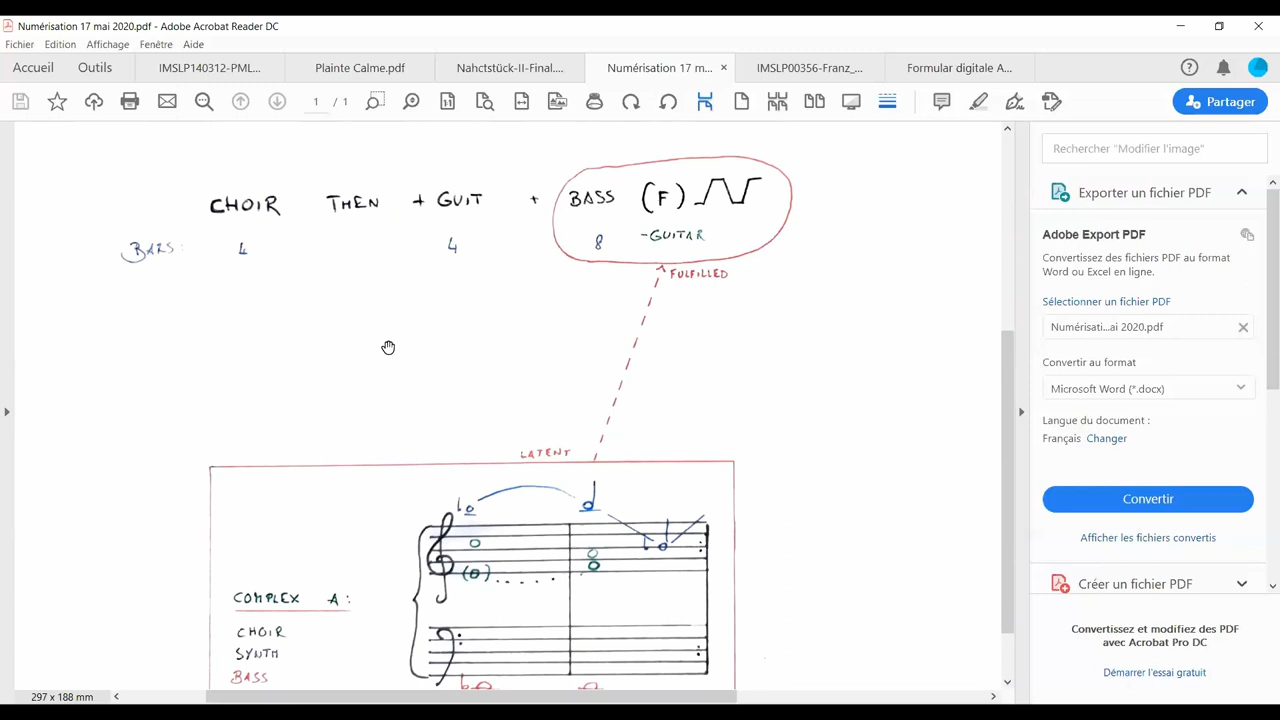 Numérisation 17 mai 2020.pdf - Adobe Acrobat Reader DC
Fichier Edition Affichage Fenêtre Aide
Accueil Outils IMSLP140312-PML... Plainte Calme.pdf Nahctstück-II-Final.... Numérisation 17 m... × IMSLP00356-Franz_... Formular digitale A...
1 / 1 Partager
CHOIR THEN + GUIT + BASS (F)
BARS: 4 4 8 -GUITAR
FULFILLED
LATENT
COMPLEX A:
CHOIR
SYNTH
BASS
297 x 188 mm
Rechercher "Modifier l'image"
Exporter un fichier PDF
Adobe Export PDF
Convertissez des fichiers PDF au format
Word ou Excel en ligne.
Sélectionner un fichier PDF
Numérisati...ai 2020.pdf
Convertir au format
Microsoft Word (*.docx)
Langue du document :
Français Changer
Convertir
Afficher les fichiers convertis
Créer un fichier PDF
Convertissez et modifiez des PDF
avec Acrobat Pro DC
Démarrer l'essai gratuit